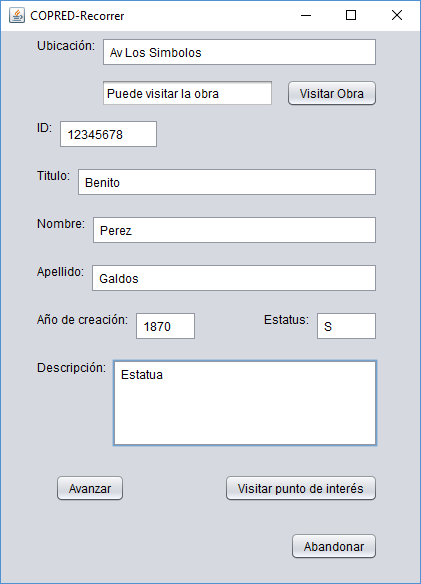 COPRED-Recorrer
Ubicación: Av Los Simbolos
Puede visitar la obra Visitar Obra
ID: 12345678
Titulo: Benito
Nombre: Perez
Apellido: Galdos
Año de creación: 1870 Estatus: S
Descripción: Estatua
Avanzar Visitar punto de interés
Abandonar